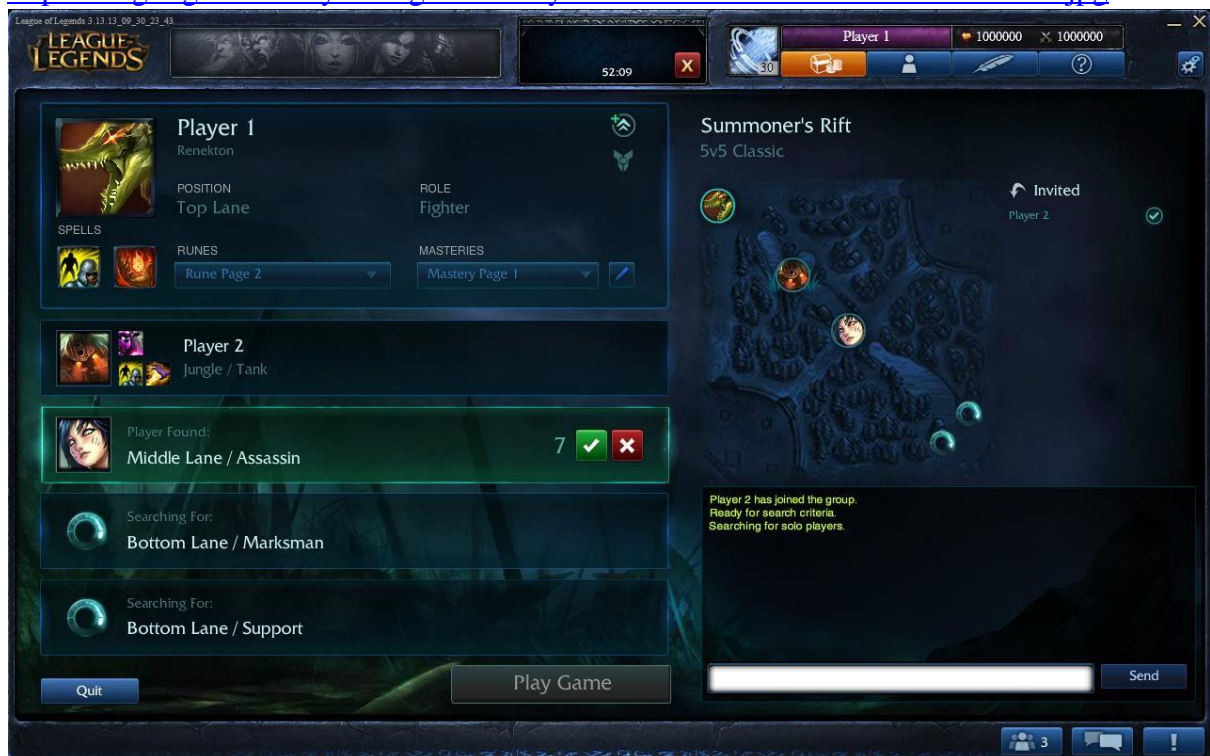 League of Legends 3.13.13_09_30_23_43
LEAGUE OF LEGENDS
52:09
X
30
Player 1
1000000
1000000
?
Player 1
Renekton
POSITION
Top Lane
ROLE
Fighter
SPELLS
RUNES
Rune Page 2
MASTERIES
Mastery Page 1
Player 2
Jungle / Tank
Player Found:
Middle Lane / Assassin
7
Searching For:
Bottom Lane / Marksman
Searching For:
Bottom Lane / Support
Quit
Play Game
Summoner's Rift
5v5 Classic
Invited
Player 2
Player 2 has joined the group.
Ready for search criteria.
Searching for solo players.
Send
3
!